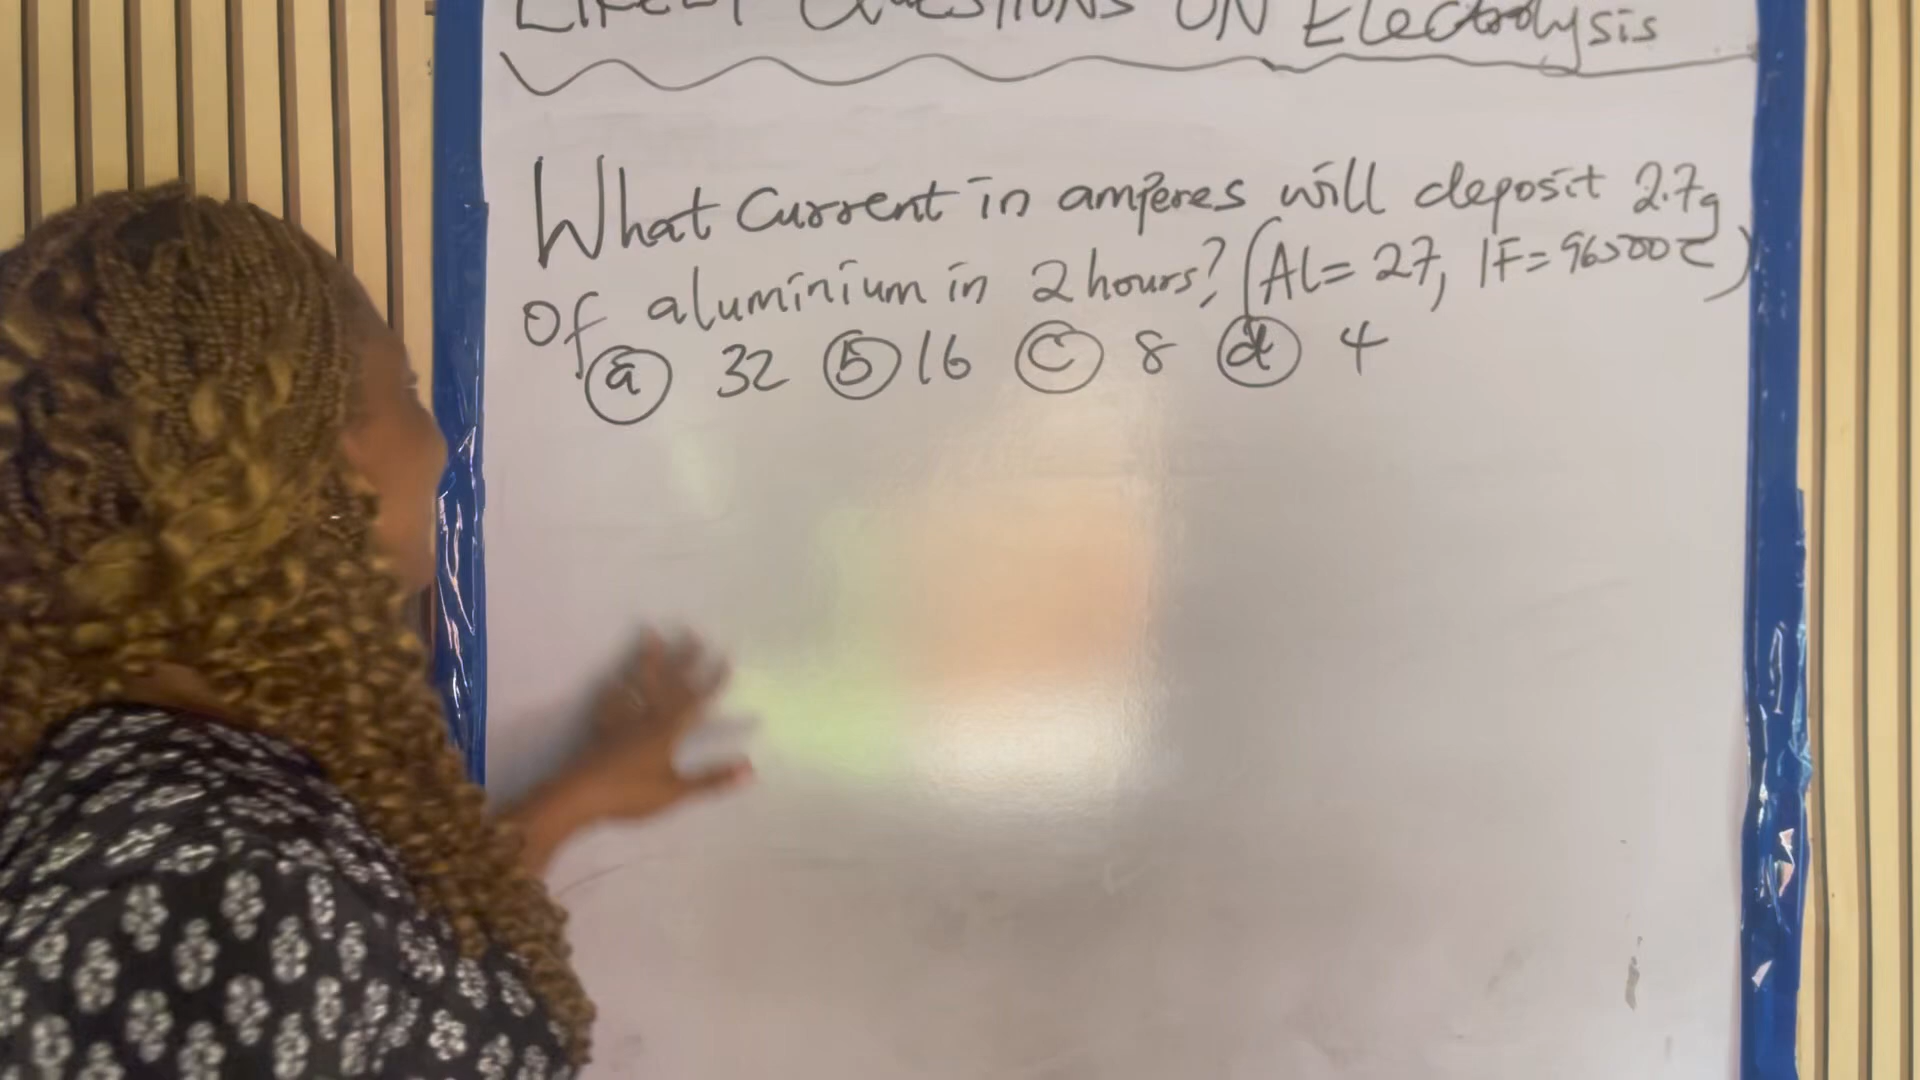 LIKELY QUESTIONS ON Electrolysis
What Current in amperes will deposit 2.7g
Of aluminium in 2 hours? (Al = 27, 1F = 96500C)
(a) 32 (b) 16 (c) 8 (d) 4